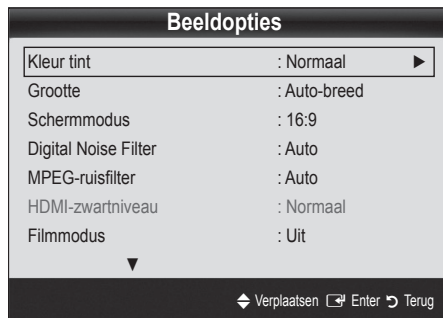 Beeldopties
Kleur tint : Normaal ►
Grootte : Auto-breed
Schermmodus : 16:9
Digital Noise Filter : Auto
MPEG-ruisfilter : Auto
HDMI-zwartniveau : Normaal
Filmmodus : Uit
▼
Verplaatsen Enter Terug